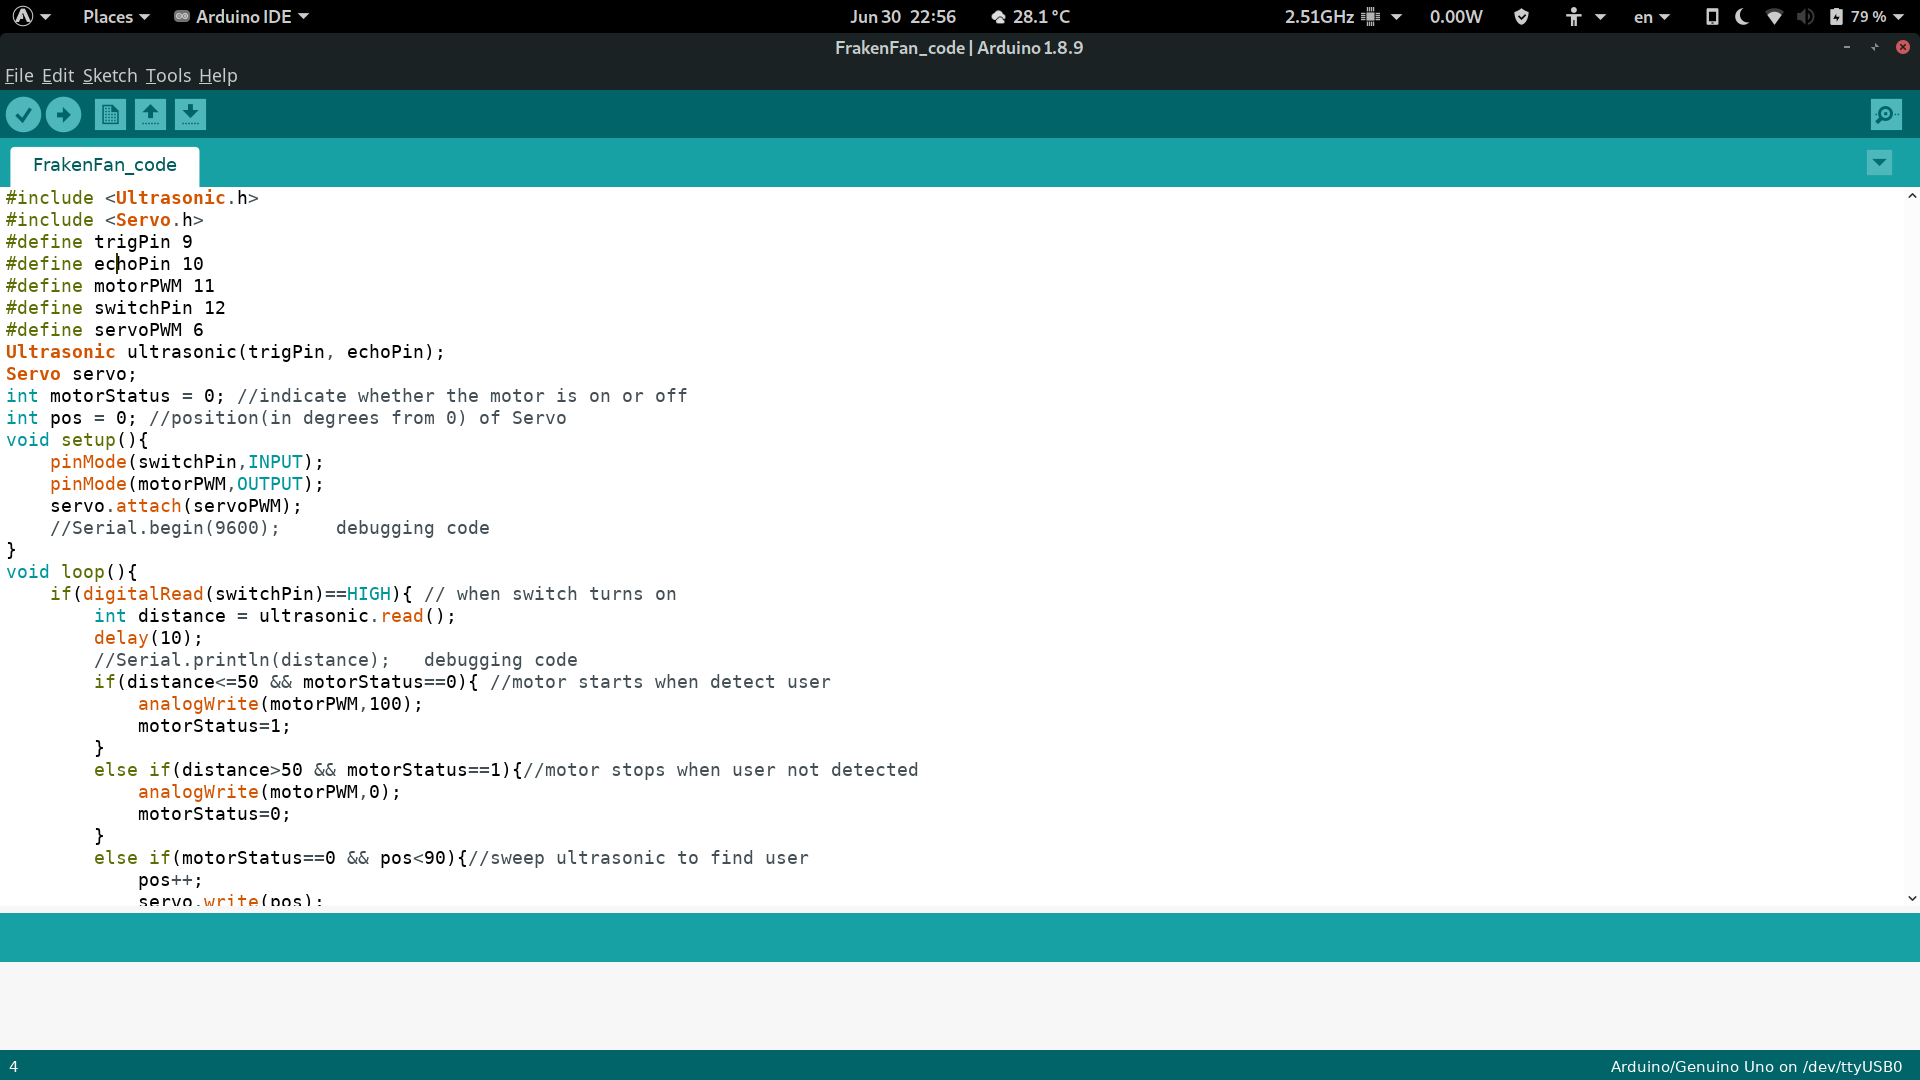 Places Arduino IDE Jun 30 22:56 28.1 °C 2.51GHz 0.00W en 79 %
FrakenFan_code | Arduino 1.8.9
File Edit Sketch Tools Help
FrakenFan_code
#include <Ultrasonic.h>
#include <Servo.h>
#define trigPin 9
#define echoPin 10
#define motorPWM 11
#define switchPin 12
#define servoPWM 6
Ultrasonic ultrasonic(trigPin, echoPin);
Servo servo;
int motorStatus = 0; //indicate whether the motor is on or off
int pos = 0; //position(in degrees from 0) of Servo
void setup(){
    pinMode(switchPin,INPUT);
    pinMode(motorPWM,OUTPUT);
    servo.attach(servoPWM);
    //Serial.begin(9600);     debugging code
}
void loop(){
    if(digitalRead(switchPin)==HIGH){ // when switch turns on
        int distance = ultrasonic.read();
        delay(10);
        //Serial.println(distance);   debugging code
        if(distance<=50 && motorStatus==0){ //motor starts when detect user
            analogWrite(motorPWM,100);
            motorStatus=1;
        }
        else if(distance>50 && motorStatus==1){//motor stops when user not detected
            analogWrite(motorPWM,0);
            motorStatus=0;
        }
        else if(motorStatus==0 && pos<90){//sweep ultrasonic to find user
            pos++;
            servo.write(pos);
4 Arduino/Genuino Uno on /dev/ttyUSB0